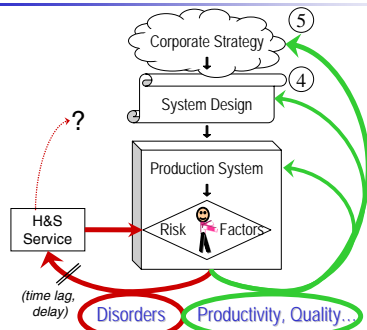 5
Corporate Strategy
4
System Design
?
Production System
H&S
Service
Risk Factors
(time lag,
delay)
Disorders
Productivity, Quality...